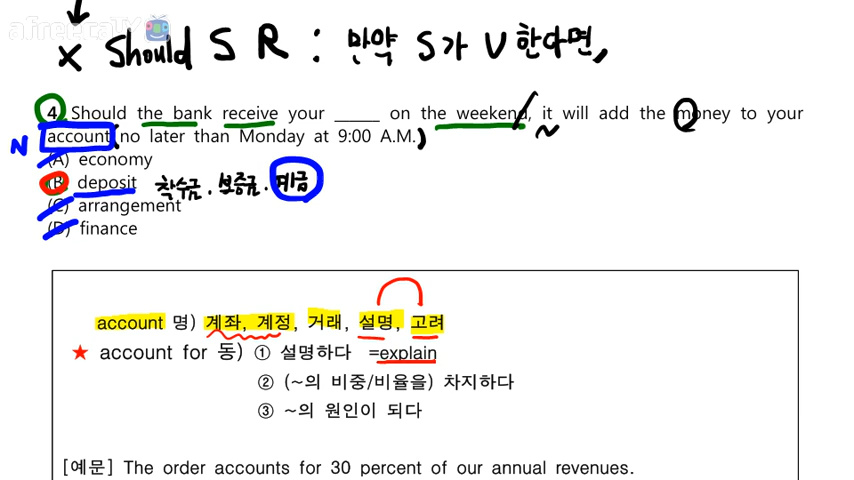 afreecaTV
x Should S R : 만약 S가 V 한다면,
4. Should the bank receive your _____ on the weekend, it will add the money to your
N account (no later than Monday at 9:00 A.M.)
(A) economy
(B) deposit 착수금. 보증금. 예금
(C) arrangement
(D) finance
account 명) 계좌, 계정, 거래, 설명, 고려
★ account for 동) ① 설명하다 =explain
② (~의 비중/비율을) 차지하다
③ ~의 원인이 되다
[예문] The order accounts for 30 percent of our annual revenues.